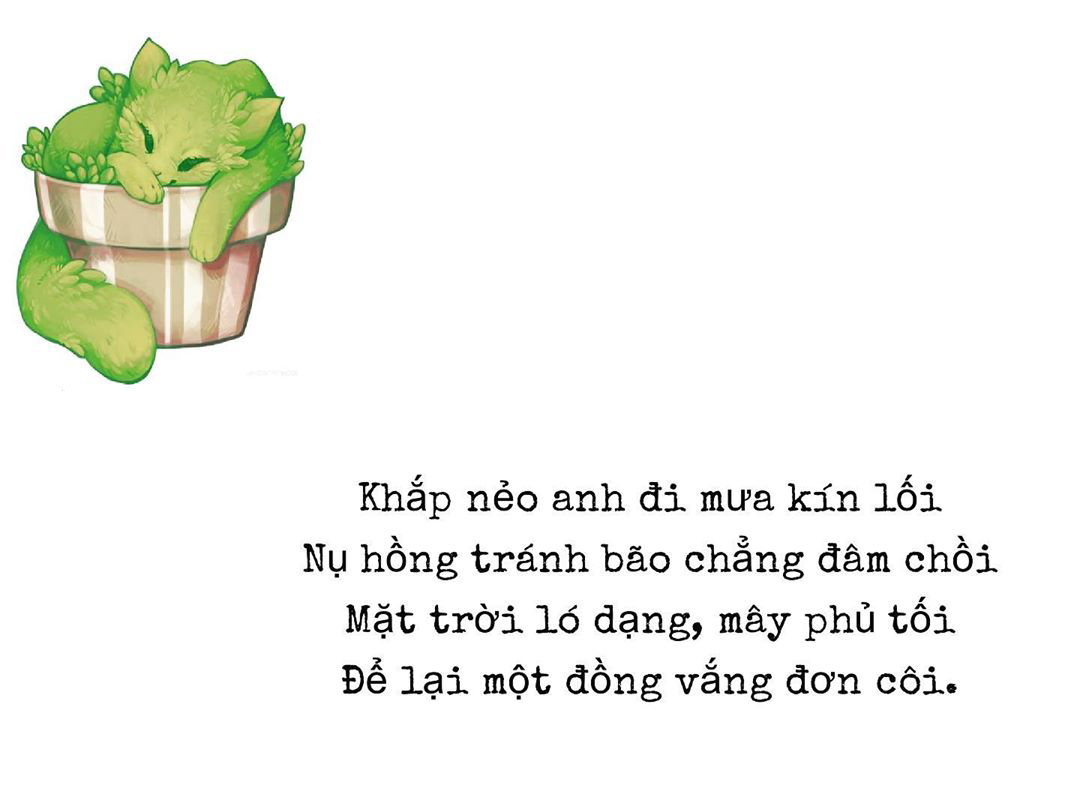 Khắp nẻo anh đi mưa kín lối
Nụ hồng tránh bão chẳng đâm chồi
Mặt trời ló dạng, mây phủ tối
Để lại một đồng vắng đơn côi.